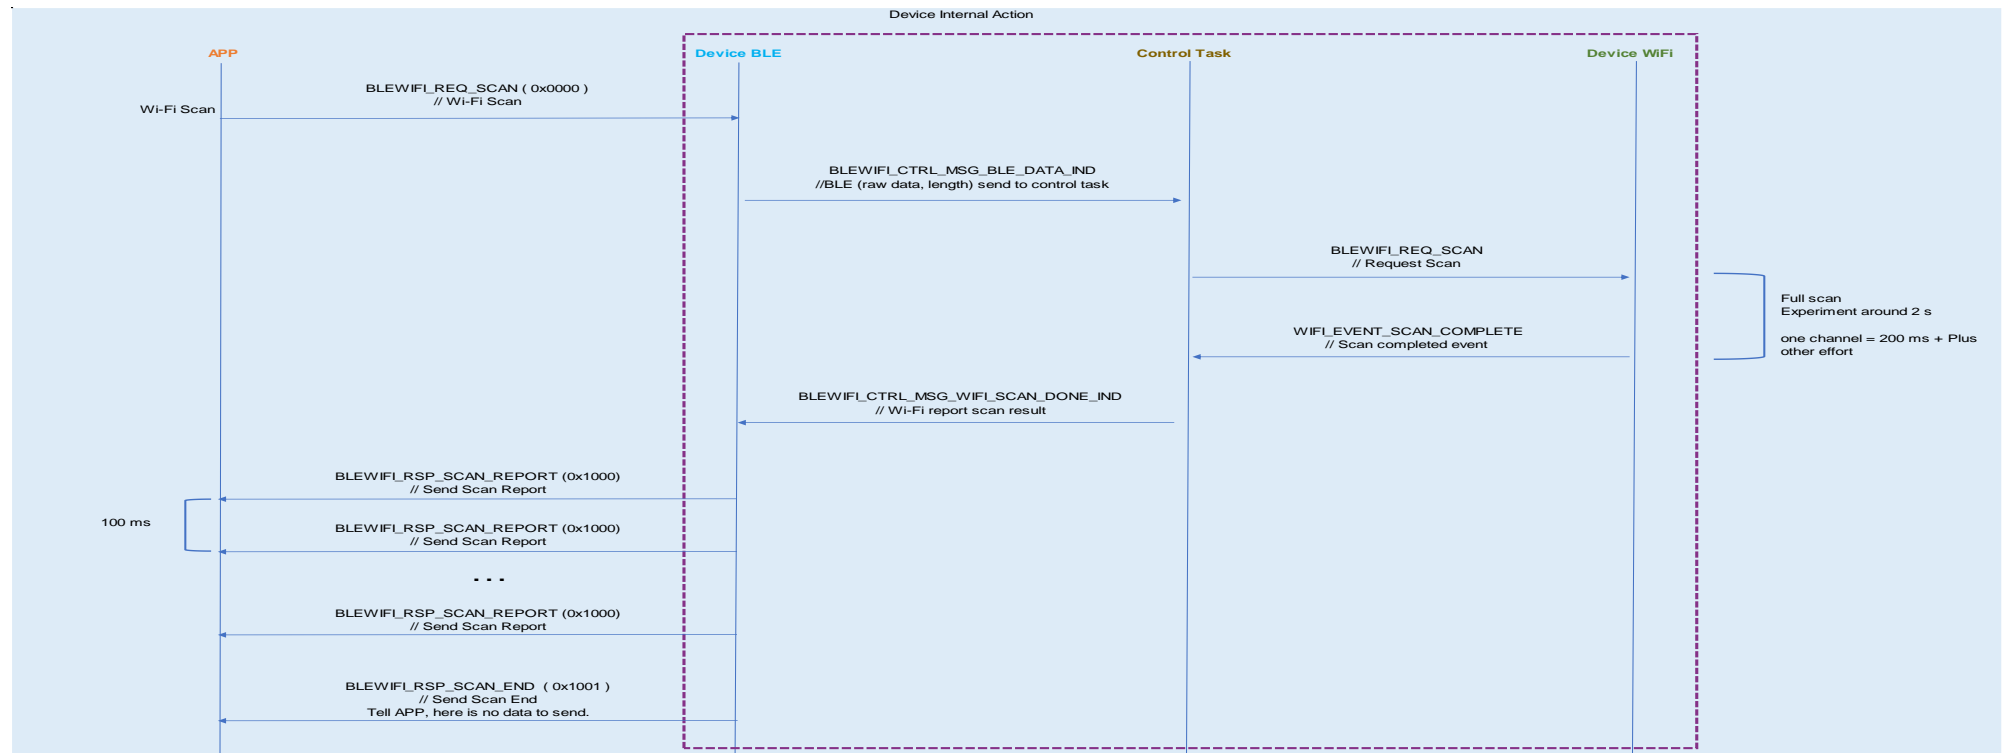 Device Internal Action
APP
Device BLE
Control Task
Device WiFi
BLEWIFI_REQ_SCAN ( 0x0000 )
// Wi-Fi Scan
Wi-Fi Scan
BLEWIFI_CTRL_MSG_BLE_DATA_IND
//BLE (raw data, length) send to control task
BLEWIFI_REQ_SCAN
// Request Scan
Full scan
Experiment around 2 s
one channel = 200 ms + Plus
other effort
WIFI_EVENT_SCAN_COMPLETE
// Scan completed event
BLEWIFI_CTRL_MSG_WIFI_SCAN_DONE_IND
// Wi-Fi report scan result
BLEWIFI_RSP_SCAN_REPORT (0x1000)
// Send Scan Report
100 ms
BLEWIFI_RSP_SCAN_REPORT (0x1000)
// Send Scan Report
...
BLEWIFI_RSP_SCAN_REPORT (0x1000)
// Send Scan Report
BLEWIFI_RSP_SCAN_END ( 0x1001 )
// Send Scan End
Tell APP, here is no data to send.